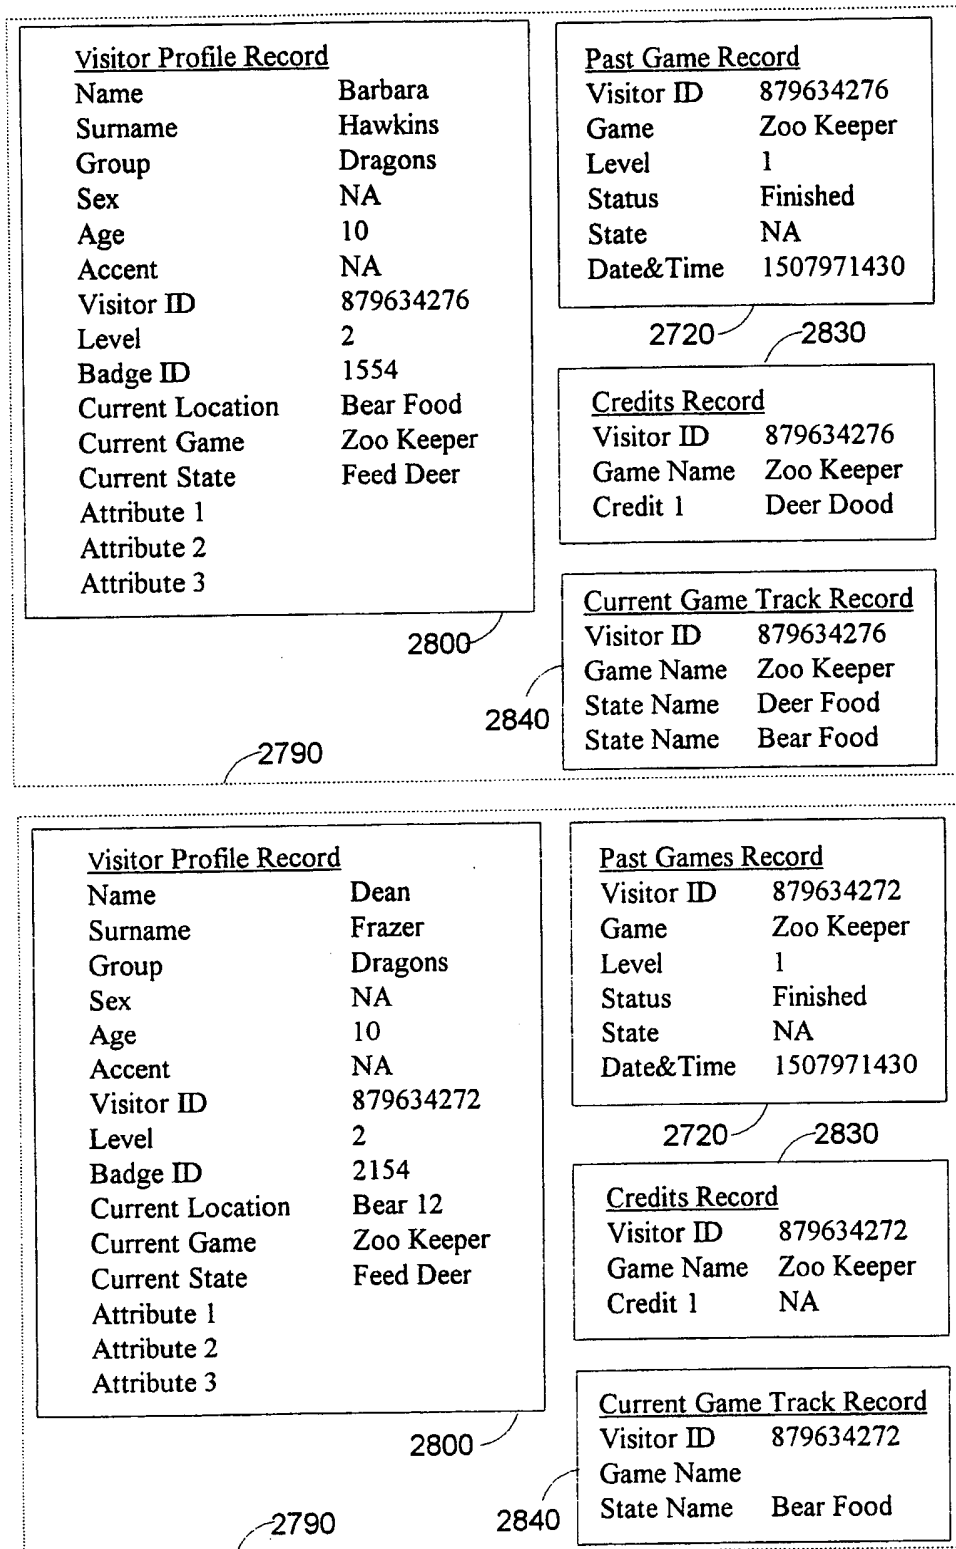 Visitor Profile Record
Name Barbara
Surname Hawkins
Group Dragons
Sex NA
Age 10
Accent NA
Visitor ID 879634276
Level 2
Badge ID 1554
Current Location Bear Food
Current Game Zoo Keeper
Current State Feed Deer
Attribute 1
Attribute 2
Attribute 3
2800
Past Game Record
Visitor ID 879634276
Game Zoo Keeper
Level 1
Status Finished
State NA
Date&Time 1507971430
2720
2830
Credits Record
Visitor ID 879634276
Game Name Zoo Keeper
Credit 1 Deer Dood
Current Game Track Record
Visitor ID 879634276
Game Name Zoo Keeper
State Name Deer Food
State Name Bear Food
2840
2790
Visitor Profile Record
Name Dean
Surname Frazer
Group Dragons
Sex NA
Age 10
Accent NA
Visitor ID 879634272
Level 2
Badge ID 2154
Current Location Bear 12
Current Game Zoo Keeper
Current State Feed Deer
Attribute 1
Attribute 2
Attribute 3
2800
Past Games Record
Visitor ID 879634272
Game Zoo Keeper
Level 1
Status Finished
State NA
Date&Time 1507971430
2720
2830
Credits Record
Visitor ID 879634272
Game Name Zoo Keeper
Credit 1 NA
Current Game Track Record
Visitor ID 879634272
Game Name
State Name Bear Food
2840
2790